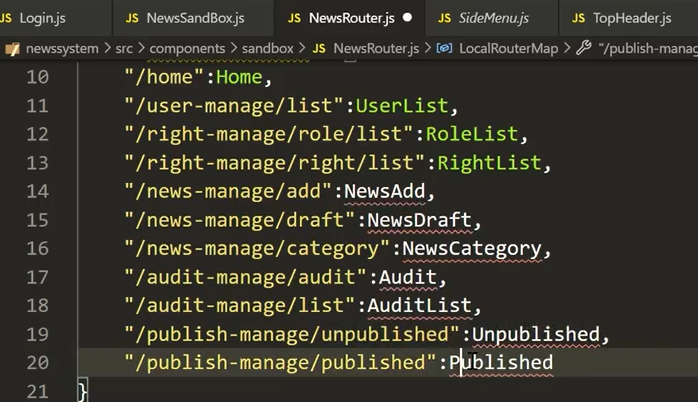 JS Login.js JS NewsSandBox.js JS NewsRouter.js ● JS SideMenu.js JS TopHeader.js
newssystem > src > components > sandbox > JS NewsRouter.js > LocalRouterMap > "/publish-manag
10 "/home":Home,
11 "/user-manage/list":UserList,
12 "/right-manage/role/list":RoleList,
13 "/right-manage/right/list":RightList,
14 "/news-manage/add":NewsAdd,
15 "/news-manage/draft":NewsDraft,
16 "/news-manage/category":NewsCategory,
17 "/audit-manage/audit":Audit,
18 "/audit-manage/list":AuditList,
19 "/publish-manage/unpublished":Unpublished,
20 "/publish-manage/published":Published
21 }